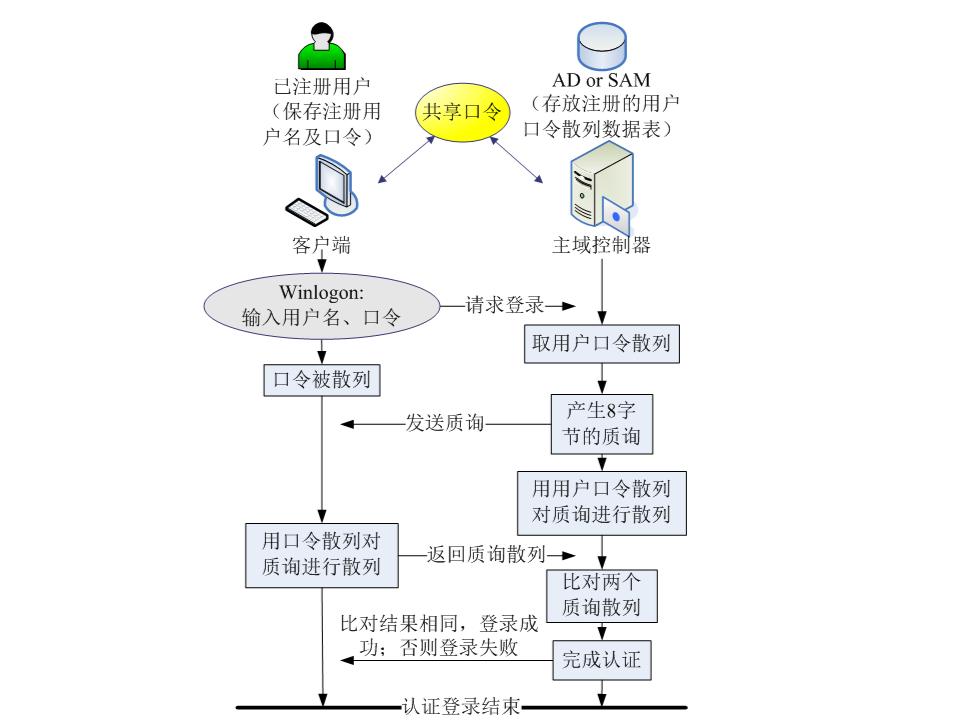 已注册用户
（保存注册用
户名及口令）
共享口令
AD or SAM
（存放注册的用户
口令散列数据表）
客户端
主域控制器
Winlogon:
输入用户名、口令
请求登录
取用户口令散列
口令被散列
产生8字
节的质询
发送质询
用用户口令散列
对质询进行散列
用口令散列对
质询进行散列
返回质询散列
比对两个
质询散列
比对结果相同，登录成
功；否则登录失败
完成认证
认证登录结束